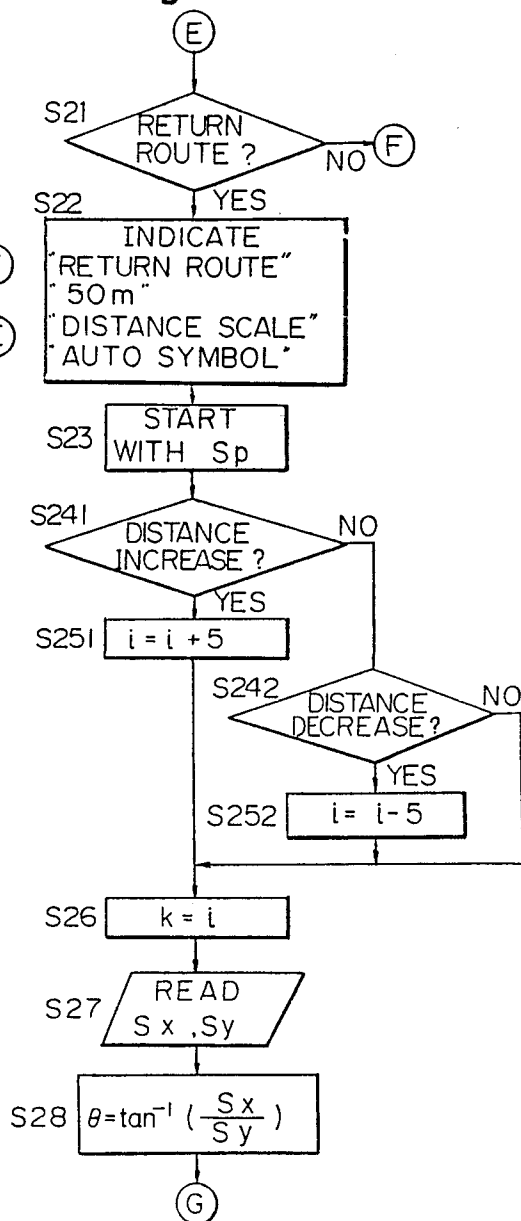 E
S21
RETURN
ROUTE ?
NO
F
YES
S22
INDICATE
"RETURN ROUTE"
" 50m"
"DISTANCE SCALE"
"AUTO SYMBOL"
S23
START
WITH Sp
S241
DISTANCE
INCREASE ?
NO
YES
S251
i = i + 5
S242
DISTANCE
DECREASE?
NO
YES
S252
i = i - 5
S26
k = i
S27
READ
Sx , Sy
S28
θ = tan⁻¹ (Sx/Sy)
G